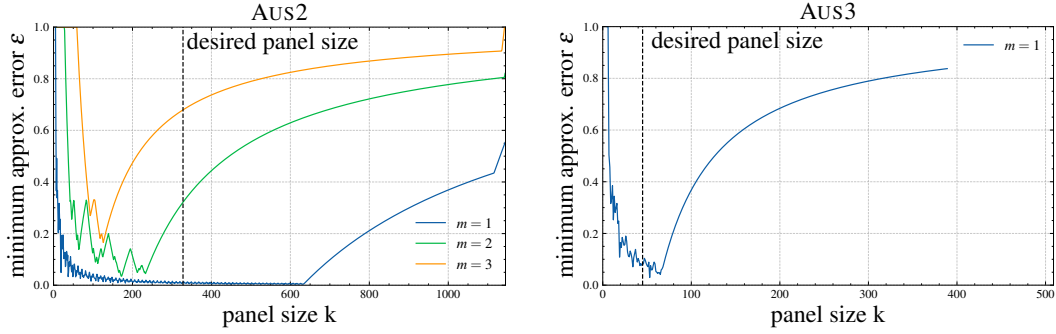 AUS2
minimum approx. error ε
1.0
0.8
0.6
0.4
0.2
0.0
desired panel size
m = 1
m = 2
m = 3
0 200 400 600 800 1000
panel size k
AUS3
minimum approx. error ε
1.0
0.8
0.6
0.4
0.2
0.0
desired panel size
m = 1
0 100 200 300 400 500
panel size k